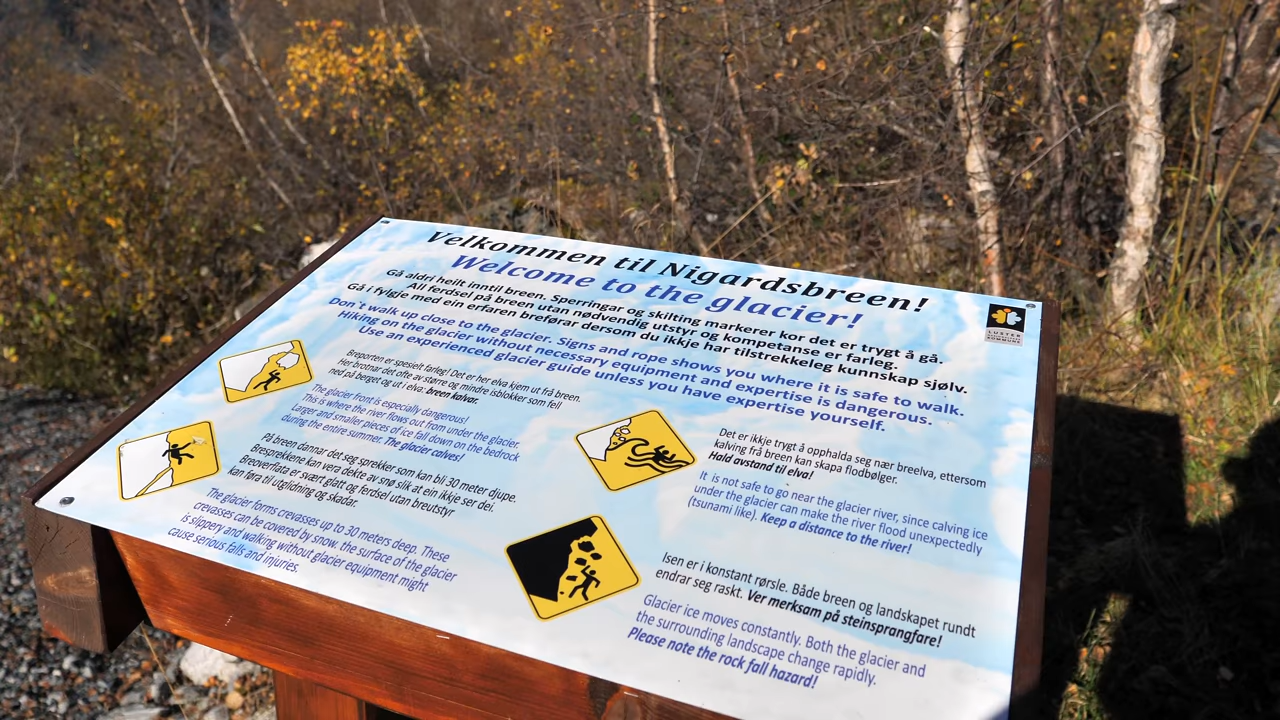 Velkommen til Nigardsbreen!
Welcome to the glacier!
Gå aldri heilt inntil breen. Sperringar og skilting markerer kor det er trygt å gå.
All ferdsel på breen utan nødvendig utstyr og kompetanse er farleg.
Gå i fylgje med ein erfaren breførar dersom du ikkje har tilstrekkeleg kunnskap sjølv.
Don´t walk up close to the glacier. Signs and rope shows you where it is safe to walk.
Hiking on the glacier without necessary equipment and expertise is dangerous.
Use an experienced glacier guide unless you have expertise yourself.
LUSTER
KOMMUNE
Breporten er spesielt farleg! Det er her elva kjem ut frå breen.
Her brotnar det ofte av større og mindre isblokker som fell
ned på berget og ut i elva: breen kalvar.
The glacier front is especially dangerous!
This is where the river flows out from under the glacier.
Larger and smaller pieces of ice fall down on the bedrock
during the entire summer. The glacier calves!
På breen dannar det seg sprekker som kan bli 30 meter djupe.
Bresprekkene kan vera dekte av snø slik at ein ikkje ser dei.
Breoverflata er svært glatt og ferdsel utan breutstyr
kan føra til utglidning og skadar.
The glacier forms crevasses up to 30 meters deep. These
crevasses can be covered by snow, the surface of the glacier
is slippery and walking without glacier equipment might
cause serious falls and injuries.
Det er ikkje trygt å opphalda seg nær breelva, ettersom
kalving frå breen kan skapa flodbølger.
Hald avstand til elva!
It is not safe to go near the glacier river, since calving ice
under the glacier can make the river flood unexpectedly
(tsunami like). Keep a distance to the river!
Isen er i konstant rørsle. Både breen og landskapet rundt
endrar seg raskt. Ver merksam på steinsprangfare!
Glacier ice moves constantly. Both the glacier and
the surrounding landscape change rapidly.
Please note the rock fall hazard!